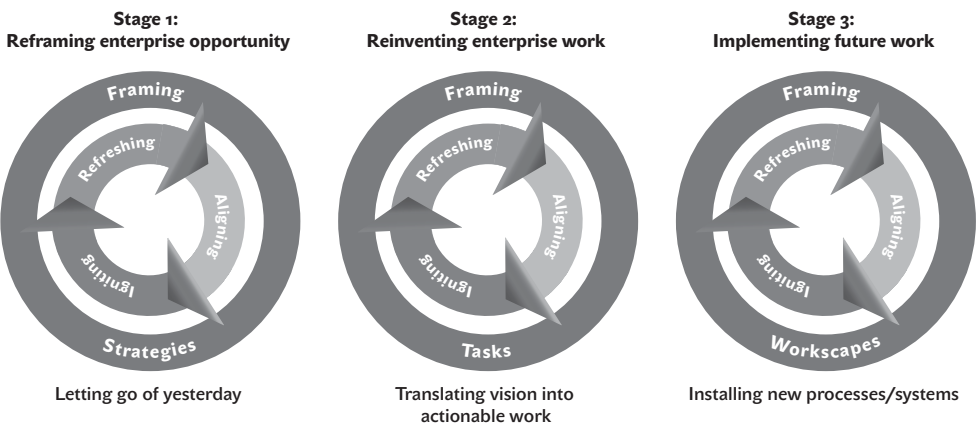 Stage 1:
Reframing enterprise opportunity
Framing
Refreshing
Aligning
Igniting
Strategies
Letting go of yesterday
Stage 2:
Reinventing enterprise work
Framing
Refreshing
Aligning
Igniting
Tasks
Translating vision into
actionable work
Stage 3:
Implementing future work
Framing
Refreshing
Aligning
Igniting
Workscapes
Installing new processes/systems